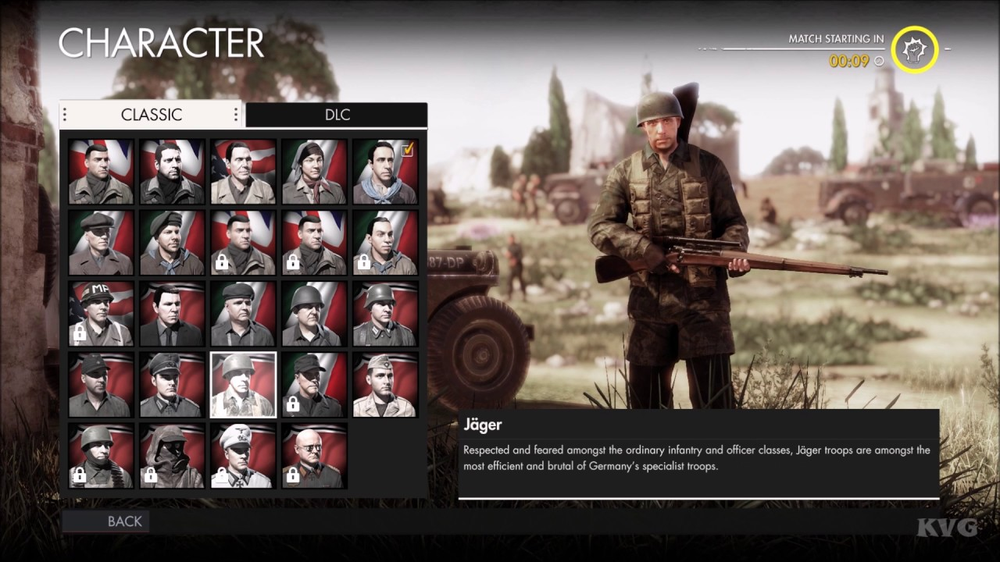 CHARACTER
MATCH STARTING IN
00:09
CLASSIC
DLC
MP
87-DP
Jäger
Respected and feared amongst the ordinary infantry and officer classes, Jäger troops are amongst the
most efficient and brutal of Germany's specialist troops.
BACK
KVG